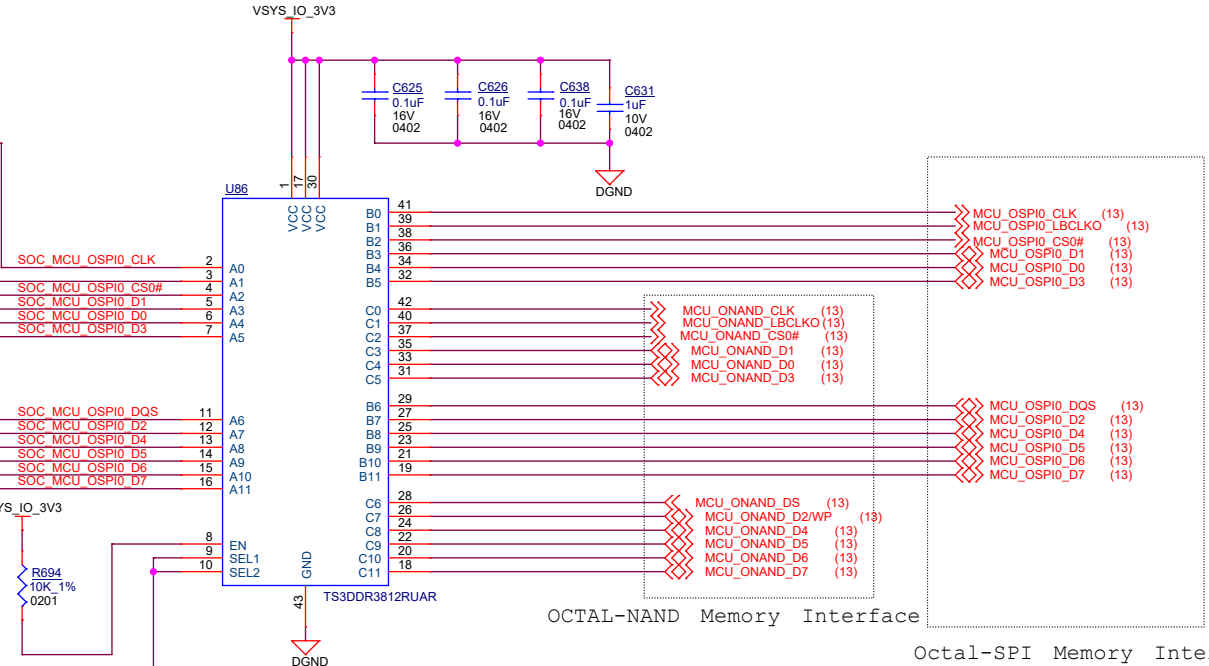 VSYS_IO_3V3
C625
0.1uF
16V
0402
C626
0.1uF
16V
0402
C638
0.1uF
16V
0402
C631
1uF
10V
0402
DGND
U86
1
17
30
VCC
VCC
VCC
SOC_MCU_OSPI0_CLK 2 A0
3 A1
SOC_MCU_OSPI0_CS0# 4 A2
SOC_MCU_OSPI0_D1 5 A3
SOC_MCU_OSPI0_D0 6 A4
SOC_MCU_OSPI0_D3 7 A5
SOC_MCU_OSPI0_DQS 11 A6
SOC_MCU_OSPI0_D2 12 A7
SOC_MCU_OSPI0_D4 13 A8
SOC_MCU_OSPI0_D5 14 A9
SOC_MCU_OSPI0_D6 15 A10
SOC_MCU_OSPI0_D7 16 A11
8 EN
9 SEL1
10 SEL2
YS_IO_3V3
R694
10K_1%
0201
GND
43
DGND
TS3DDR3812RUAR
B0 41 MCU_OSPI0_CLK (13)
B1 39 MCU_OSPI0_LBCLKO (13)
B2 38 MCU_OSPI0_CS0# (13)
B3 36 MCU_OSPI0_D1 (13)
B4 34 MCU_OSPI0_D0 (13)
B5 32 MCU_OSPI0_D3 (13)
C0 42 MCU_ONAND_CLK (13)
C1 40 MCU_ONAND_LBCLKO (13)
C2 37 MCU_ONAND_CS0# (13)
C3 35 MCU_ONAND_D1 (13)
C4 33 MCU_ONAND_D0 (13)
C5 31 MCU_ONAND_D3 (13)
B6 29 MCU_OSPI0_DQS (13)
B7 27 MCU_OSPI0_D2 (13)
B8 25 MCU_OSPI0_D4 (13)
B9 23 MCU_OSPI0_D5 (13)
B10 21 MCU_OSPI0_D6 (13)
B11 19 MCU_OSPI0_D7 (13)
C6 28 MCU_ONAND_DS (13)
C7 26 MCU_ONAND_D2/WP (13)
C8 24 MCU_ONAND_D4 (13)
C9 22 MCU_ONAND_D5 (13)
C10 20 MCU_ONAND_D6 (13)
C11 18 MCU_ONAND_D7 (13)
OCTAL-NAND Memory Interface
Octal-SPI Memory Inte